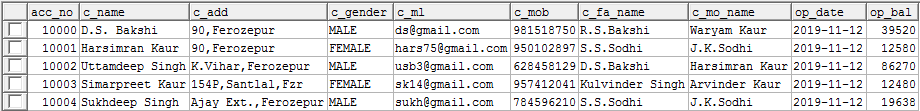 acc_no c_name c_add c_gender c_ml c_mob c_fa_name c_mo_name op_date op_bal
10000 D.S. Bakshi 90,Ferozepur MALE ds@gmail.com 981518750 R.S.Bakshi Waryam Kaur 2019-11-12 39520
10001 Harsimran Kaur 90,Ferozepur FEMALE hars75@gmail.com 950102897 S.S.Sodhi J.K.Sodhi 2019-11-12 12580
10002 Uttamdeep Singh K.Vihar,Ferozepur MALE usb3@gmail.com 628458129 D.S.Bakshi Harsimran Kaur 2019-11-12 86270
10003 Simarpreet Kaur 154P,Santlal,Fzr FEMALE sk14@gmail.com 957412041 Kulvinder Singh Arvinder Kaur 2019-11-12 12480
10004 Sukhdeep Singh Ajay Ext.,Ferozepur MALE sukh@gmail.com 784596210 S.S.Sodhi J.K.Sodhi 2019-11-12 19635